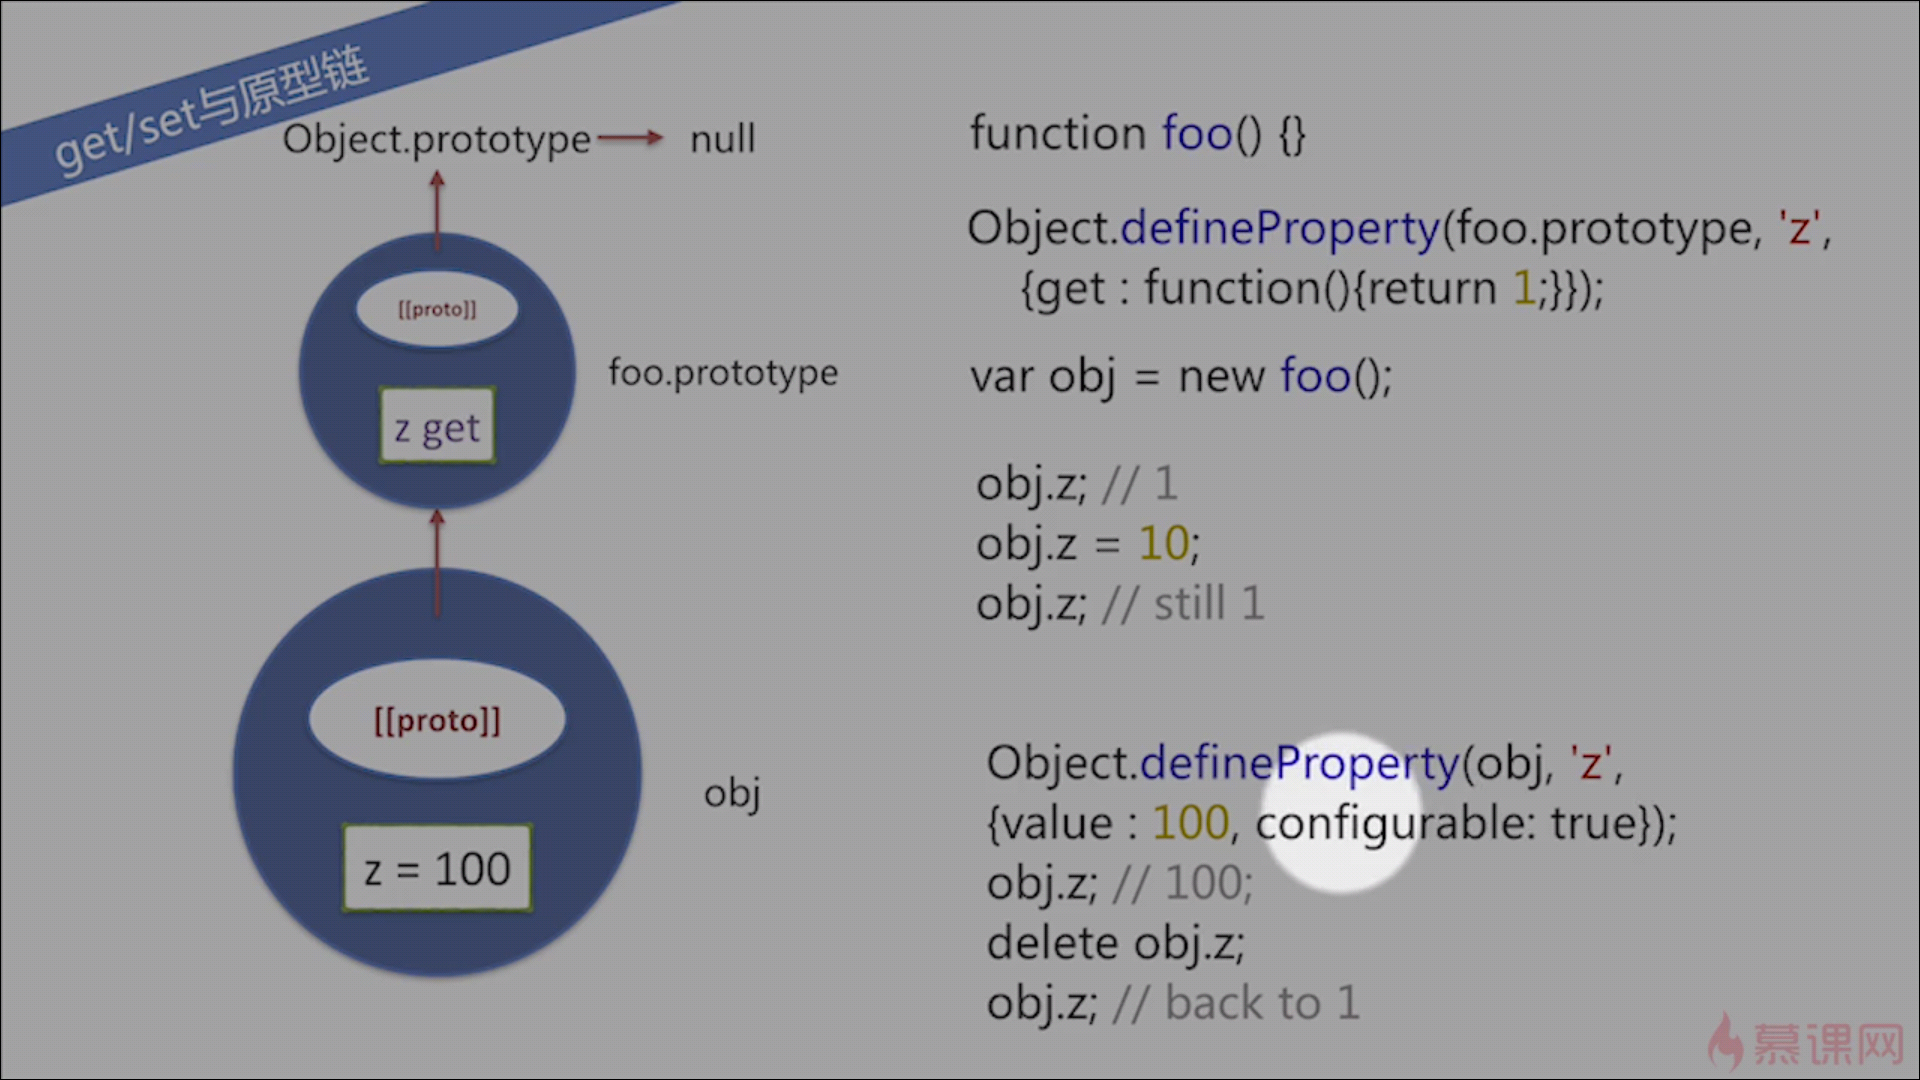 get/set与原型链
Object.prototype
null
[[proto]]
z get
foo.prototype
[[proto]]
z = 100
obj
function foo() {}
Object.defineProperty(foo.prototype, 'z',
{get : function(){return 1;}});
var obj = new foo();
obj.z; // 1
obj.z = 10;
obj.z; // still 1
Object.defineProperty(obj, 'z',
{value : 100, configurable: true});
obj.z; // 100;
delete obj.z;
obj.z; // back to 1
慕课网